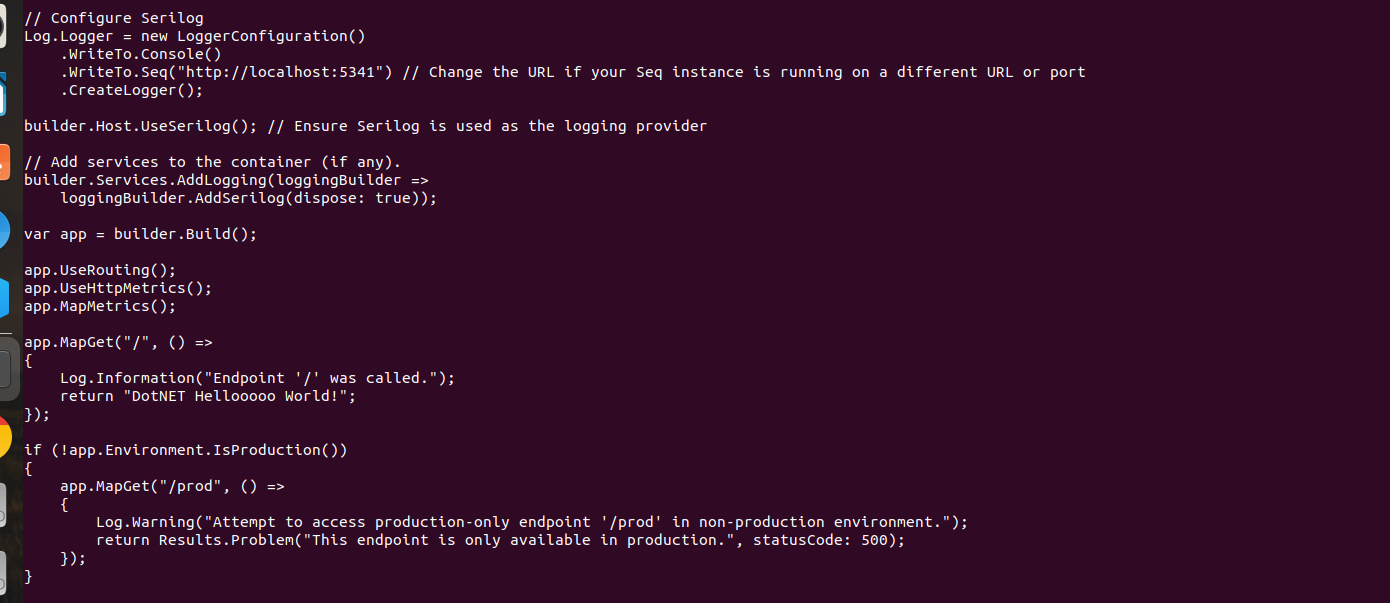 // Configure Serilog
Log.Logger = new LoggerConfiguration()
    .WriteTo.Console()
    .WriteTo.Seq("http://localhost:5341") // Change the URL if your Seq instance is running on a different URL or port
    .CreateLogger();

builder.Host.UseSerilog(); // Ensure Serilog is used as the logging provider

// Add services to the container (if any).
builder.Services.AddLogging(loggingBuilder =>
    loggingBuilder.AddSerilog(dispose: true));

var app = builder.Build();

app.UseRouting();
app.UseHttpMetrics();
app.MapMetrics();

app.MapGet("/", () =>
{
    Log.Information("Endpoint '/' was called.");
    return "DotNET Hellooooo World!";
});

if (!app.Environment.IsProduction())
{
    app.MapGet("/prod", () =>
    {
        Log.Warning("Attempt to access production-only endpoint '/prod' in non-production environment.");
        return Results.Problem("This endpoint is only available in production.", statusCode: 500);
    });
}